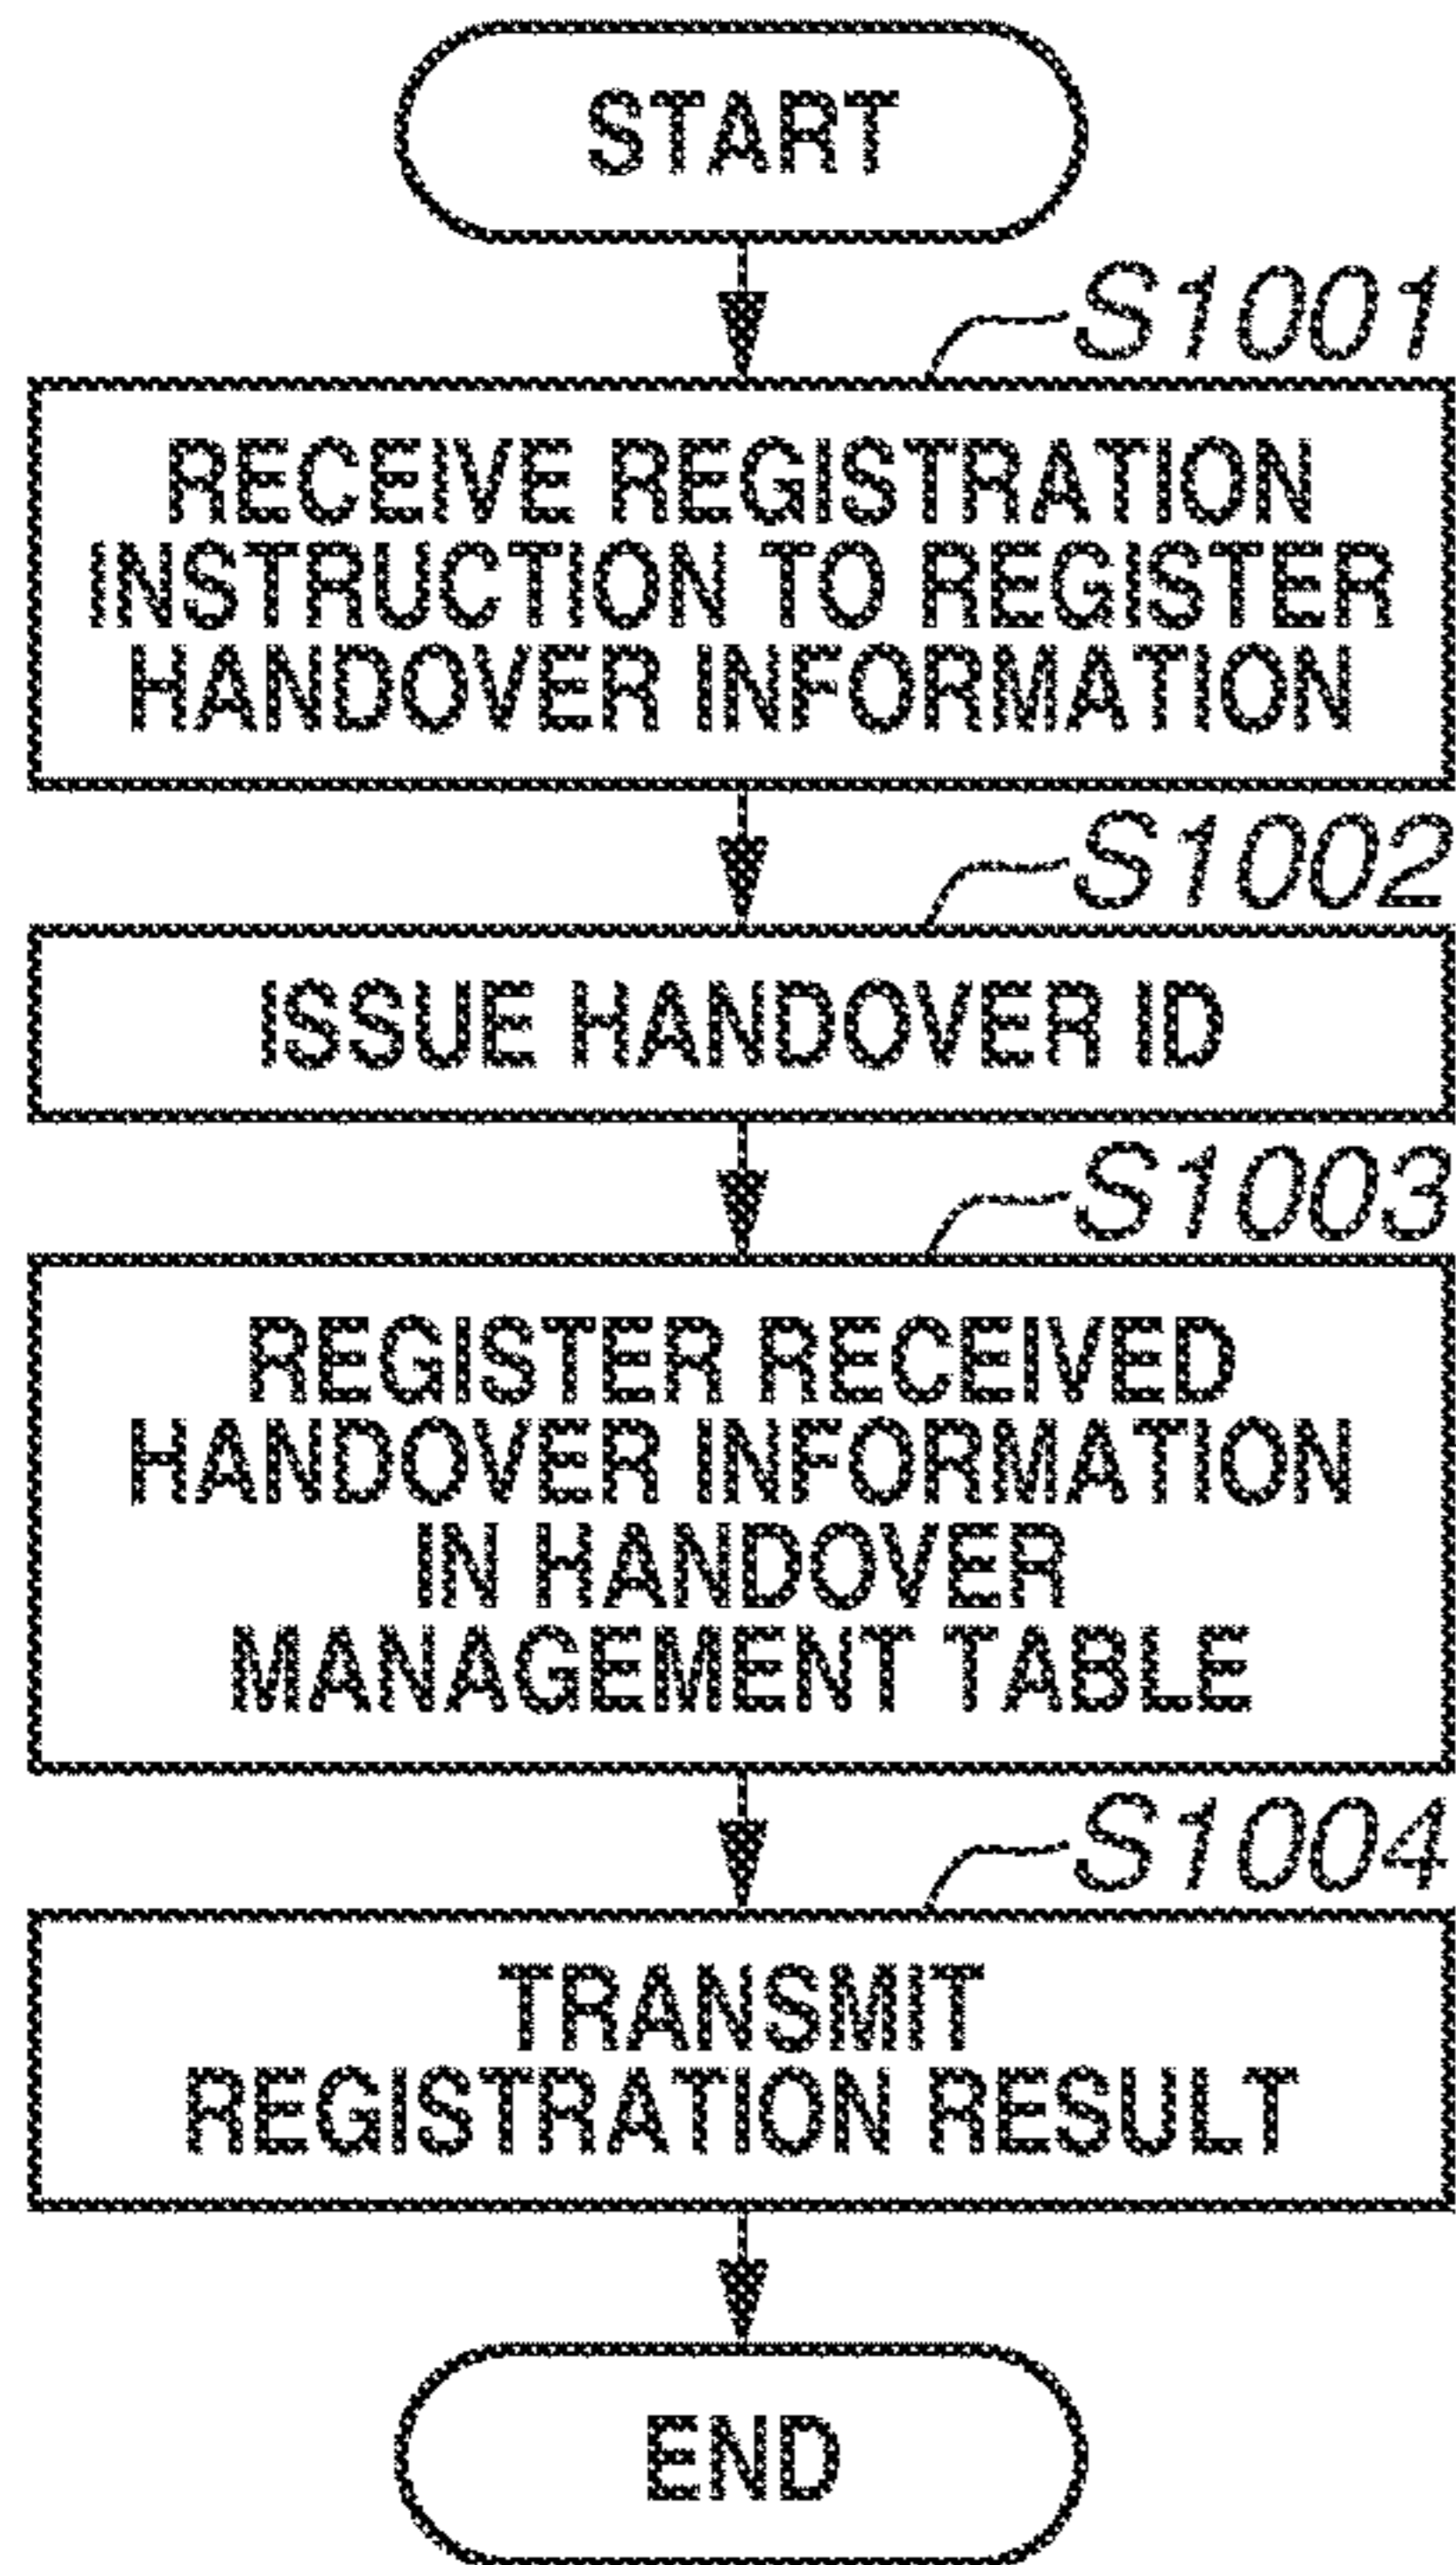 START
S1001
RECEIVE REGISTRATION
INSTRUCTION TO REGISTER
HANDOVER INFORMATION
S1002
ISSUE HANDOVER ID
S1003
REGISTER RECEIVED
HANDOVER INFORMATION
IN HANDOVER
MANAGEMENT TABLE
S1004
TRANSMIT
REGISTRATION RESULT
END